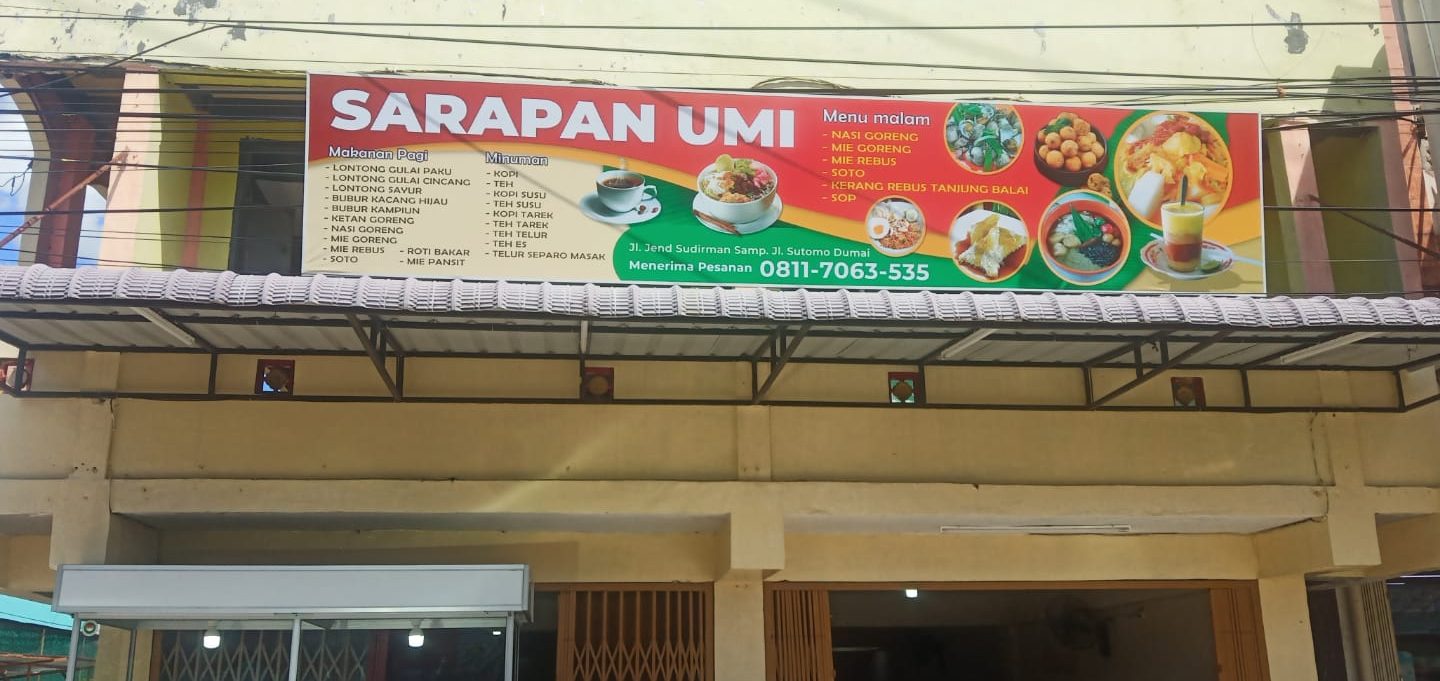 SARAPAN UMI
Makanan Pagi
- LONTONG GULAI PAKU
- LONTONG GULAI CINCANG
- LONTONG SAYUR
- BUBUR KACANG HIJAU
- BUBUR KAMPIUN
- KETAN GORENG
- NASI GORENG
- MIE GORENG
- MIE REBUS
- SOTO
- ROTI BAKAR
- MIE PANSIT
Minuman
- KOPI
- TEH
- KOPI SUSU
- TEH SUSU
- KOPI TAREK
- TEH TAREK
- TEH TELUR
- TEH ES
- TELUR SEPARO MASAK
Menu malam
- NASI GORENG
- MIE GORENG
- MIE REBUS
- SOTO
- KERANG REBUS TANJUNG BALAI
- SOP
Jl. Jend Sudirman Samp. Jl. Sutomo Dumai
Menerima Pesanan 0811-7063-535